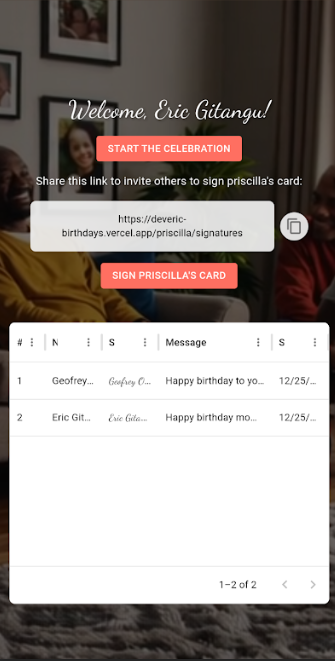 Welcome, Eric Gitangu!
START THE CELEBRATION
Share this link to invite others to sign priscilla's card:
https://deveric-
birthdays.vercel.app/priscilla/signatures
SIGN PRISCILLA'S CARD
# N S Message S
1 Geofrey... Geofrey O... Happy birthday to yo... 12/25/...
2 Eric Git... Eric Gita... Happy birthday mo... 12/25/...
1–2 of 2